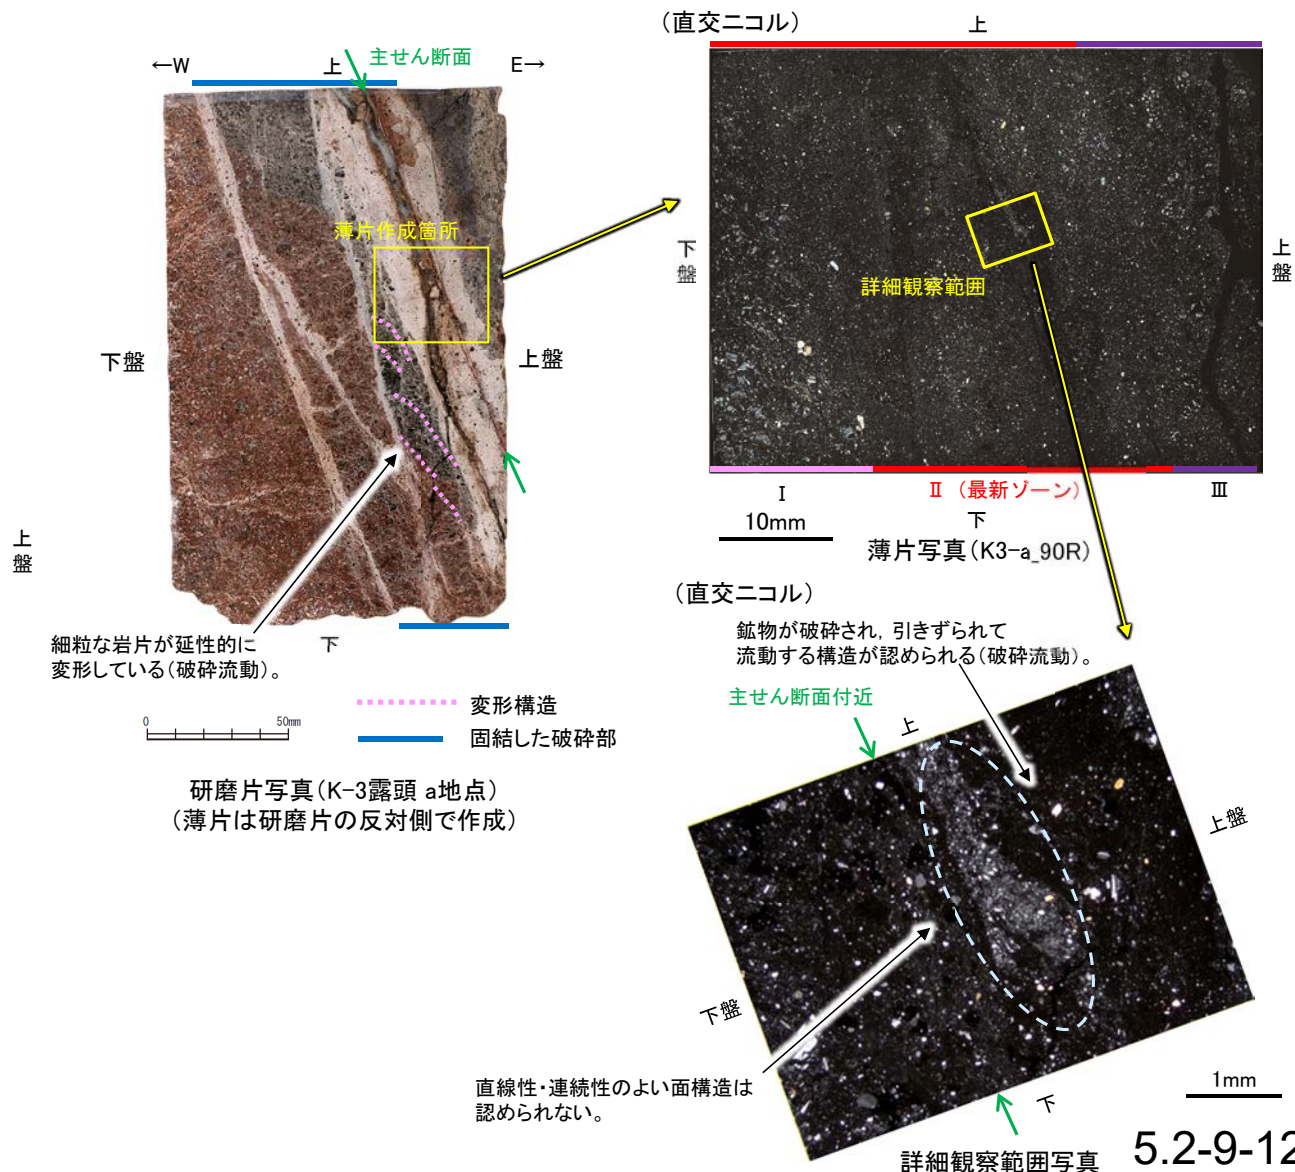 ←W
上
主せん断面
E→
薄片作成箇所
下盤
上盤
上
盤
細粒な岩片が延性的に
変形している(破砕流動)。
下
0
50mm
変形構造
固結した破砕部
研磨片写真(K-3露頭 a地点)
(薄片は研磨片の反対側で作成)
(直交ニコル)
上
下
盤
上
盤
詳細観察範囲
Ⅰ
Ⅱ (最新ゾーン)
Ⅲ
10mm
下
薄片写真(K3-a_90R)
(直交ニコル)
鉱物が破砕され, 引きずられて
流動する構造が認められる(破砕流動)。
主せん断面付近
上
上盤
下盤
直線性・連続性のよい面構造は
認められない。
下
1mm
詳細観察範囲写真
5.2-9-12